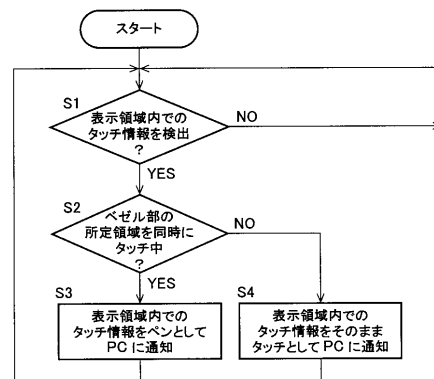 スタート
S1
表示領域内での
タッチ情報を検出
?
NO
YES
S2
ベゼル部の
所定領域を同時に
タッチ中
?
NO
YES
S3
表示領域内での
タッチ情報をペンとして
PCに通知
S4
表示領域内での
タッチ情報をそのまま
タッチとしてPCに通知